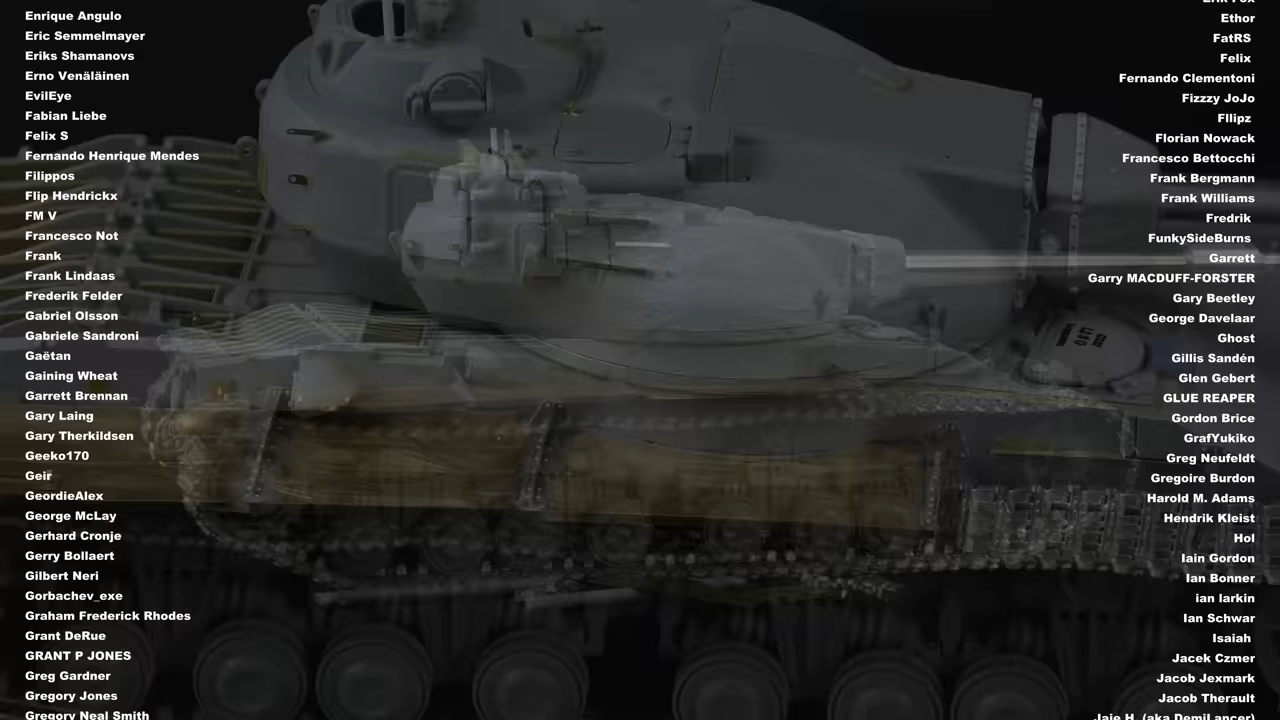 Enrique Angulo
Eric Semmelmayer
Eriks Shamanovs
Erno Venäläinen
EvilEye
Fabian Liebe
Felix S
Fernando Henrique Mendes
Filippos
Flip Hendrickx
FM V
Francesco Not
Frank
Frank Lindaas
Frederik Felder
Gabriel Olsson
Gabriele Sandroni
Gaëtan
Gaining Wheat
Garrett Brennan
Gary Laing
Gary Therkildsen
Geeko170
Geir
GeordieAlex
George McLay
Gerhard Cronje
Gerry Bollaert
Gilbert Neri
Gorbachev_exe
Graham Frederick Rhodes
Grant DeRue
GRANT P JONES
Greg Gardner
Gregory Jones
Gregory Neal Smith
Erik Fox
Ethor
FatRS
Felix
Fernando Clementoni
Fizzzy JoJo
Fllipz
Florian Nowack
Francesco Bettocchi
Frank Bergmann
Frank Williams
Fredrik
FunkySideBurns
Garrett
Garry MACDUFF-FORSTER
Gary Beetley
George Davelaar
Ghost
Gillis Sandén
Glen Gebert
GLUE REAPER
Gordon Brice
GrafYukiko
Greg Neufeldt
Gregoire Burdon
Harold M. Adams
Hendrik Kleist
Hol
Iain Gordon
Ian Bonner
ian larkin
Ian Schwar
Isaiah
Jacek Czmer
Jacob Jexmark
Jacob Therault
Jaie H. (aka DemiLancer)